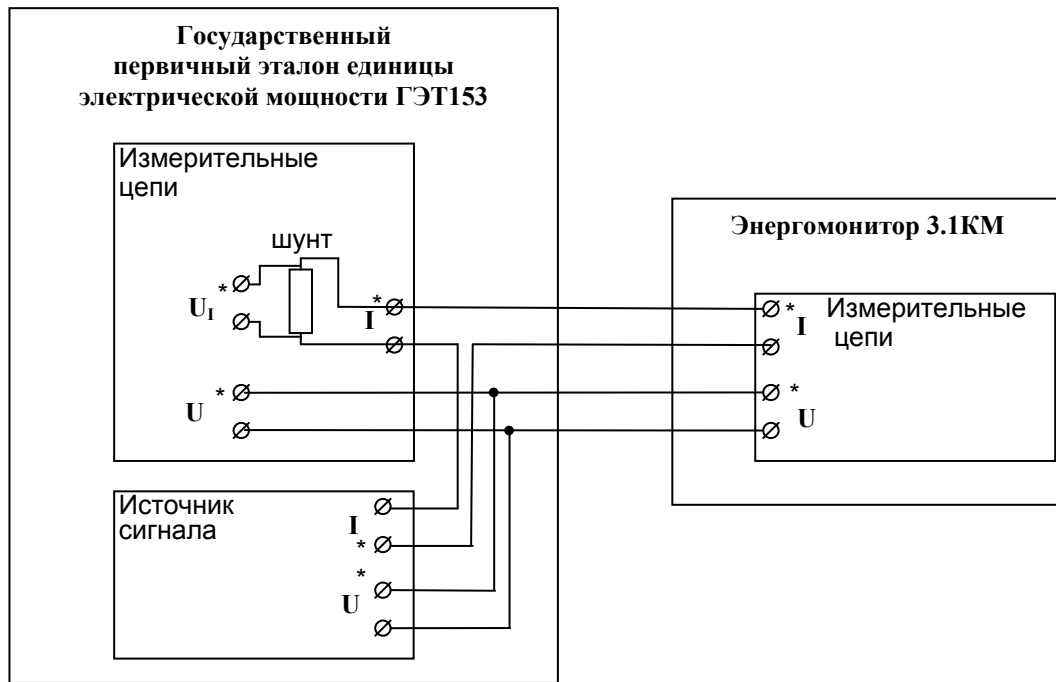 Государственный
первичный эталон единицы
электрической мощности ГЭТ153
Измерительные
цепи
шунт
*
U_I
*
I
*
U
Источник
сигнала
I
*
*
U
Энергомонитор 3.1КМ
* Измерительные
I
цепи
*
U